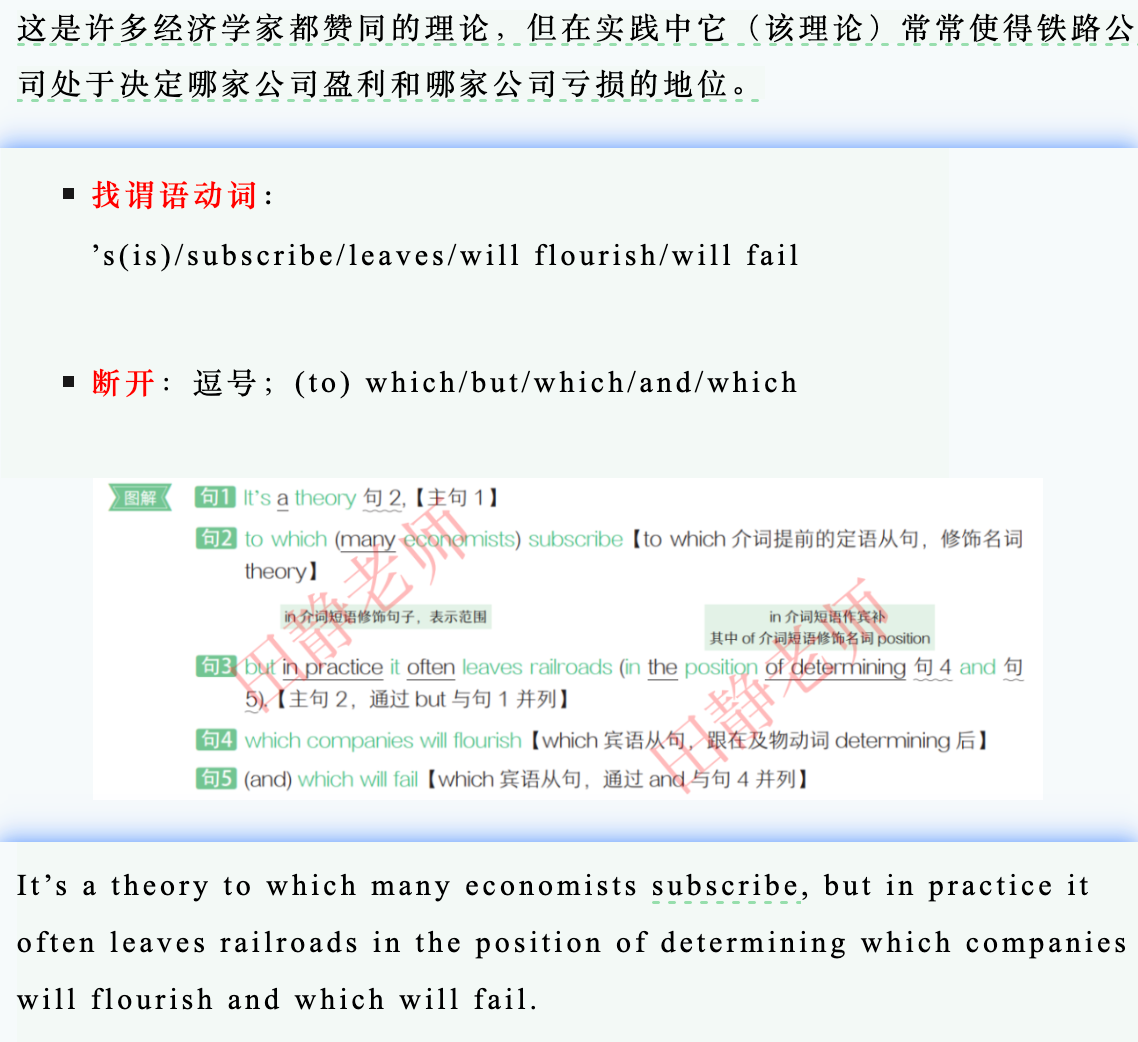 这是许多经济学家都赞同的理论，但在实践中它（该理论）常常使得铁路公
司处于决定哪家公司盈利和哪家公司亏损的地位。
▪ 找谓语动词：
’s(is)/subscribe/leaves/will flourish/will fail
▪ 断开：逗号；(to) which/but/which/and/which
图解 句1 It’s a theory 句 2,【主句 1】
句2 to which (many economists) subscribe【to which 介词提前的定语从句，修饰名词
theory】
in 介词短语修饰句子，表示范围
in 介词短语作宾补
其中 of 介词短语修饰名词 position
句3 but in practice it often leaves railroads (in the position of determining 句 4 and 句
5),【主句 2，通过 but 与句 1 并列】
句4 which companies will flourish【which 宾语从句，跟在及物动词 determining 后】
句5 (and) which will fail【which 宾语从句，通过 and 与句 4 并列】
田静老师
田静老师
It’s a theory to which many economists subscribe, but in practice it
often leaves railroads in the position of determining which companies
will flourish and which will fail.